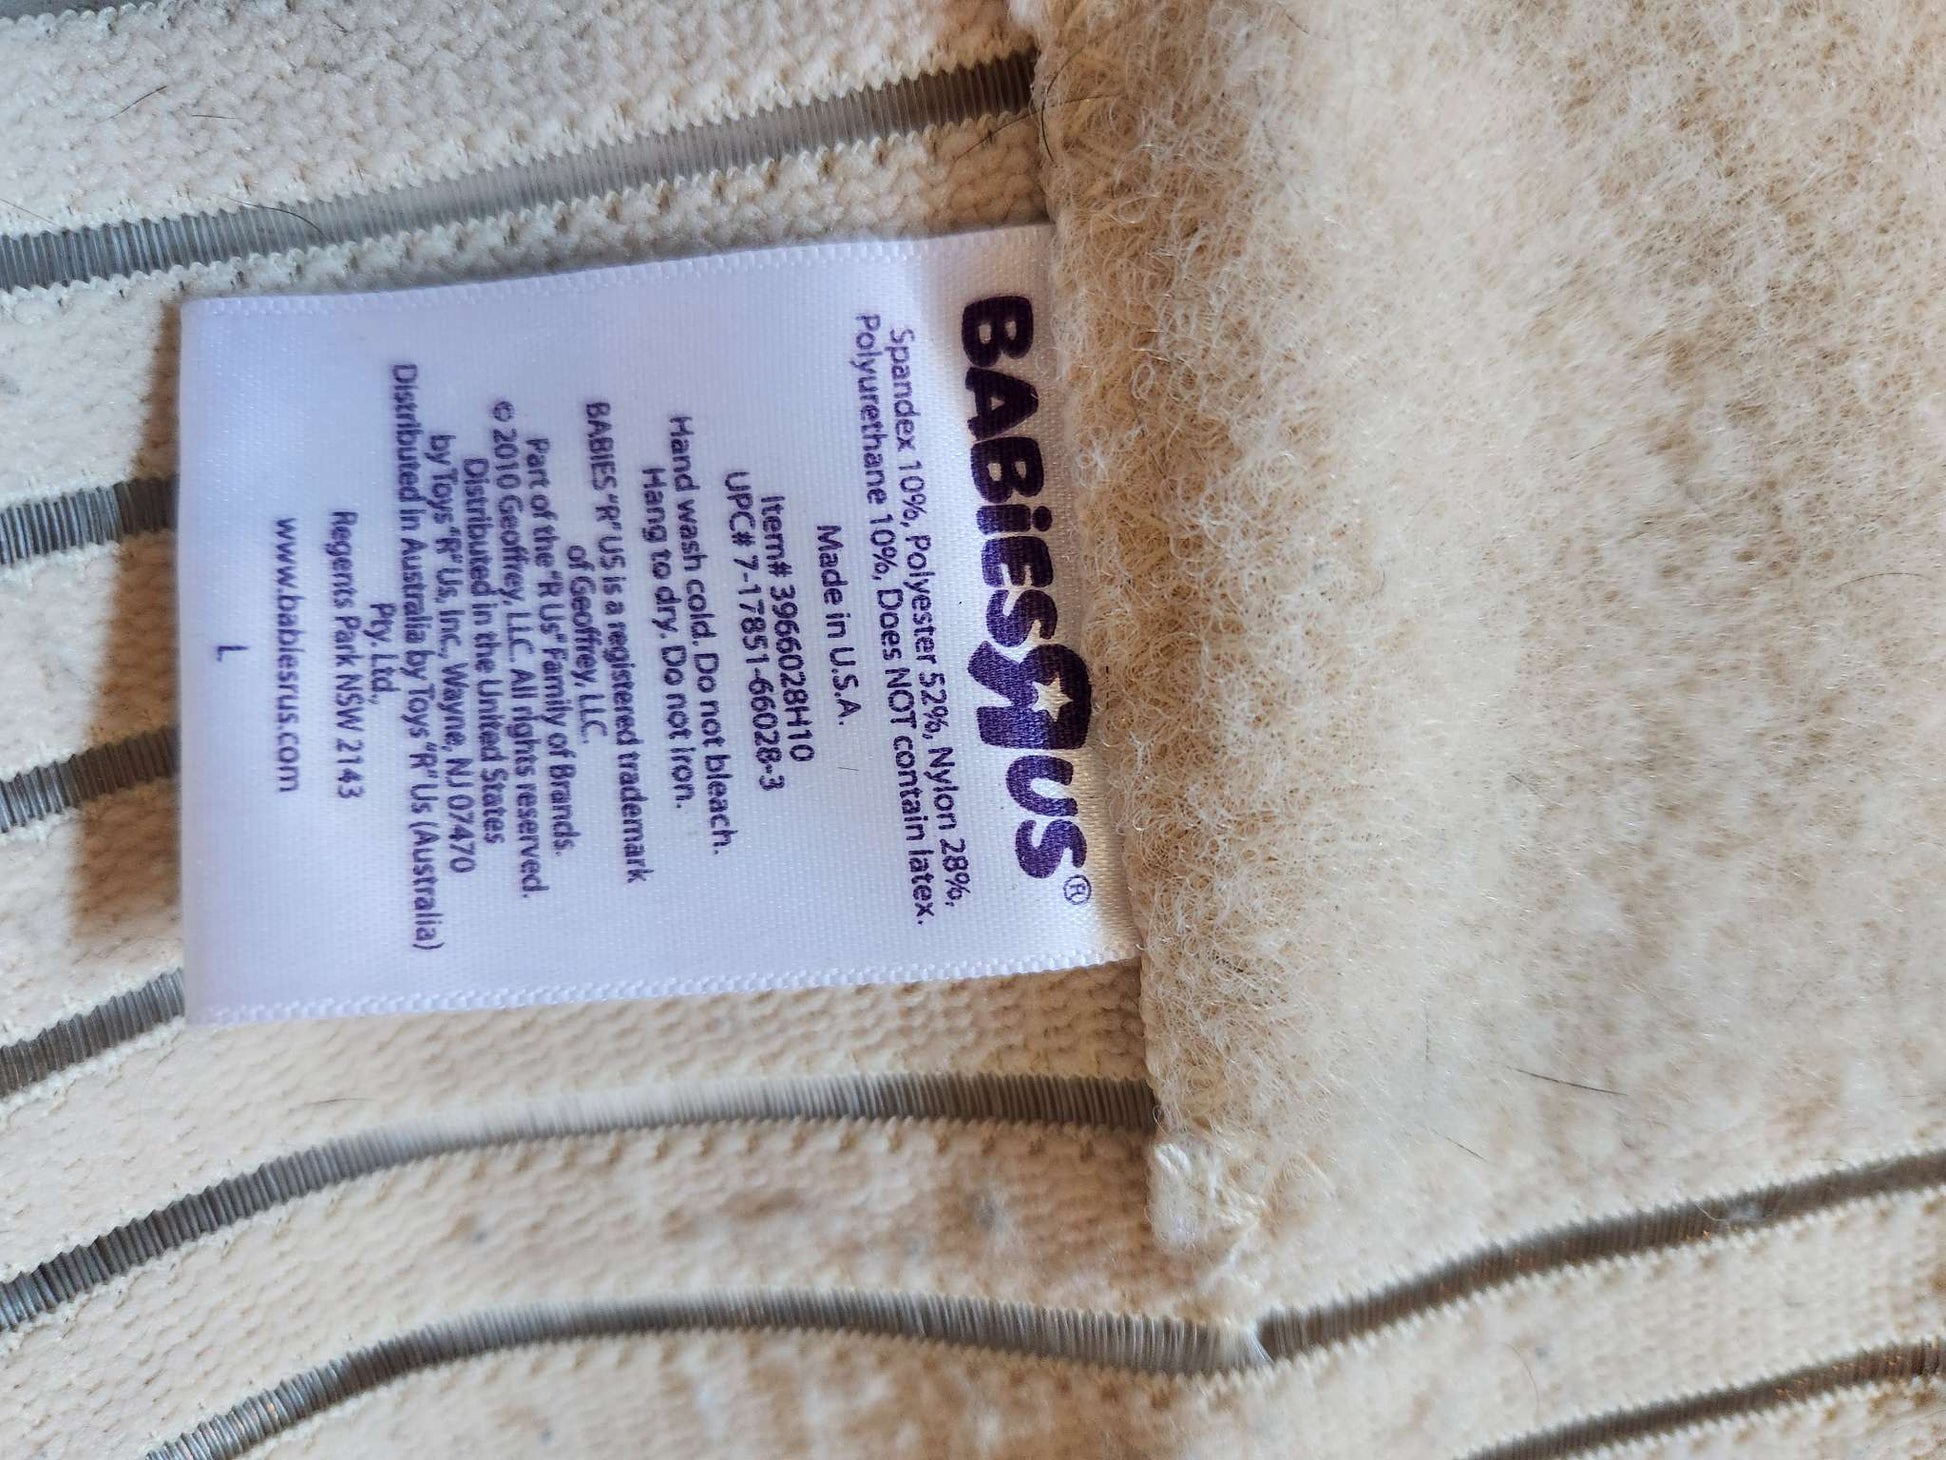 BABiESRUS®
Spandex 10%, Polyester 52%, Nylon 28%,
Polyurethane 10%, Does NOT contain latex.
Made in U.S.A.
Item# 3966028H10
UPC# 7-17851-66028-3
Hand wash cold. Do not bleach.
Hang to dry. Do not iron.
BABIES "R" US is a registered trademark
of Geoffrey, LLC.
Part of the "R Us" Family of Brands.
© 2010 Geoffrey, LLC. All rights reserved.
Distributed in the United States
by Toys "R" Us, Inc., Wayne, NJ 07470
Distributed in Australia by Toys "R" Us (Australia)
Pty. Ltd.,
Regents Park NSW 2143
www.babiesrus.com
L